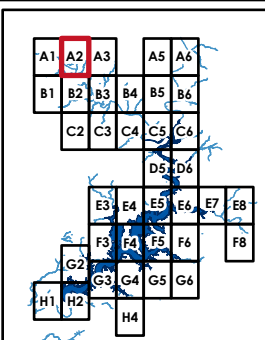 A1 A2 A3 A5 A6
B1 B2 B3 B4 B5 B6
C2 C3 C4 C5 C6
D5 D6
E3 E4 E5 E6 E7 E8
F3 F4 F5 F6 F8
G2
G3 G4 G5 G6
H1 H2
H4